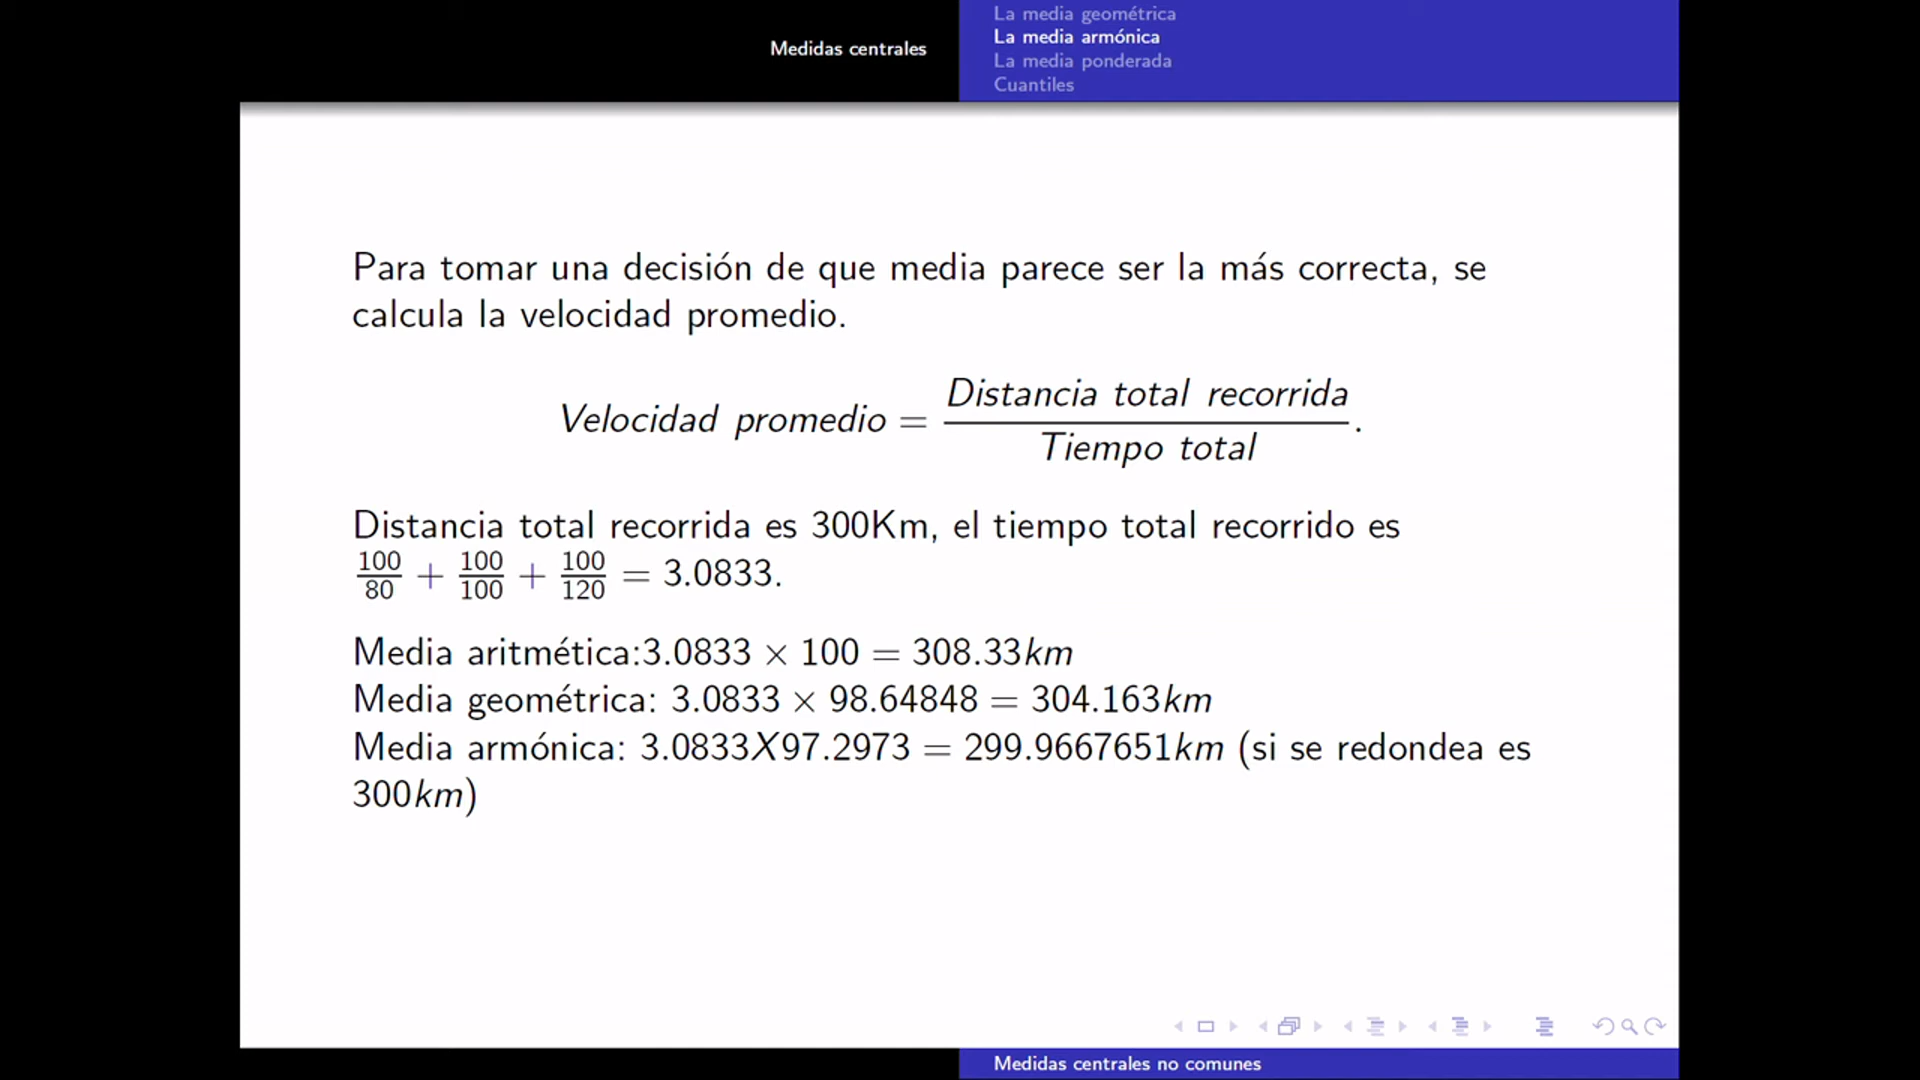 Medidas centrales
La media geométrica
La media armónica
La media ponderada
Cuantiles
Para tomar una decisión de que media parece ser la más correcta, se
calcula la velocidad promedio.
Velocidad promedio = Distancia total recorrida / Tiempo total.
Distancia total recorrida es 300Km, el tiempo total recorrido es
100/80 + 100/100 + 100/120 = 3.0833.
Media aritmética:3.0833 × 100 = 308.33km
Media geométrica: 3.0833 × 98.64848 = 304.163km
Media armónica: 3.0833X97.2973 = 299.9667651km (si se redondea es
300km)
Medidas centrales no comunes